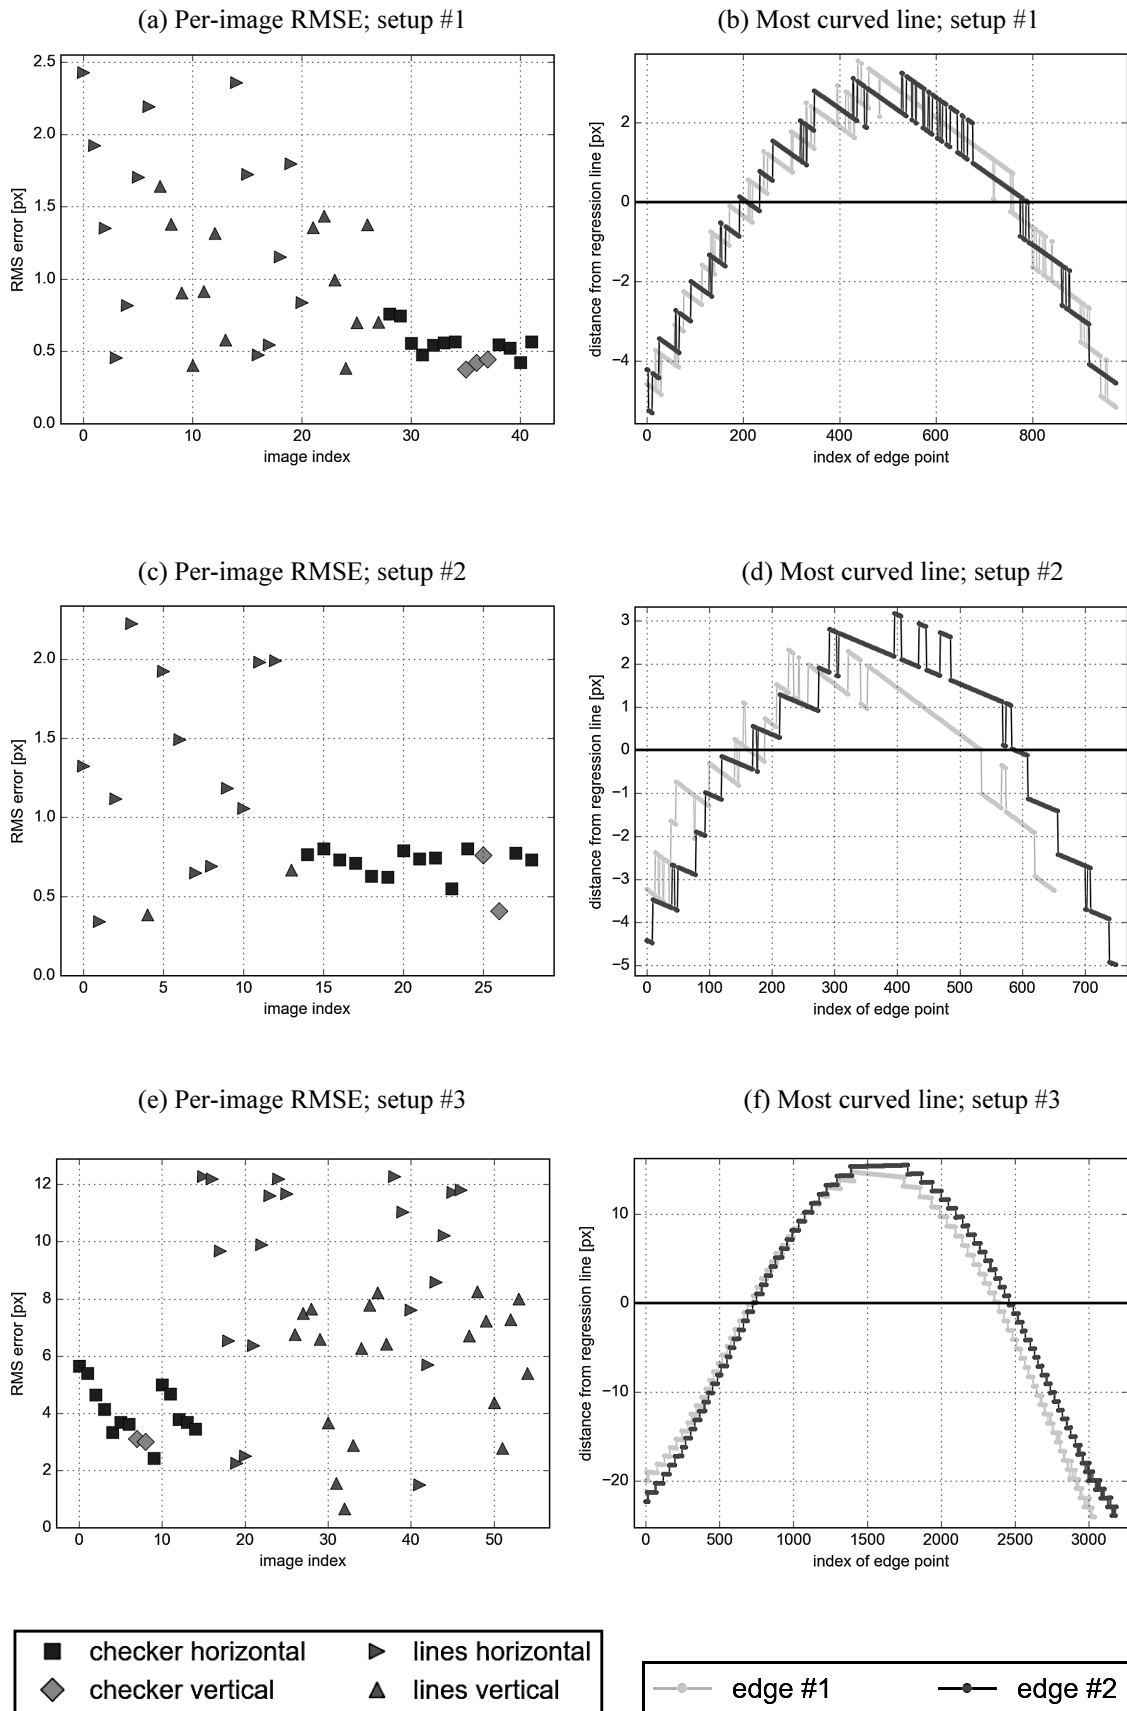 (a) Per-image RMSE; setup #1
2.5
2.0
1.5
1.0
0.5
0.0
RMS error [px]
0 10 20 30 40
image index
(b) Most curved line; setup #1
2
0
−2
−4
distance from regression line [px]
0 200 400 600 800
index of edge point
(c) Per-image RMSE; setup #2
2.0
1.5
1.0
0.5
0.0
RMS error [px]
0 5 10 15 20 25
image index
(d) Most curved line; setup #2
3
2
1
0
−1
−2
−3
−4
−5
distance from regression line [px]
0 100 200 300 400 500 600 700
index of edge point
(e) Per-image RMSE; setup #3
12
10
8
6
4
2
0
RMS error [px]
0 10 20 30 40 50
image index
(f) Most curved line; setup #3
10
0
−10
−20
distance from regression line [px]
0 500 1000 1500 2000 2500 3000
index of edge point
checker horizontal lines horizontal
checker vertical lines vertical
edge #1 edge #2